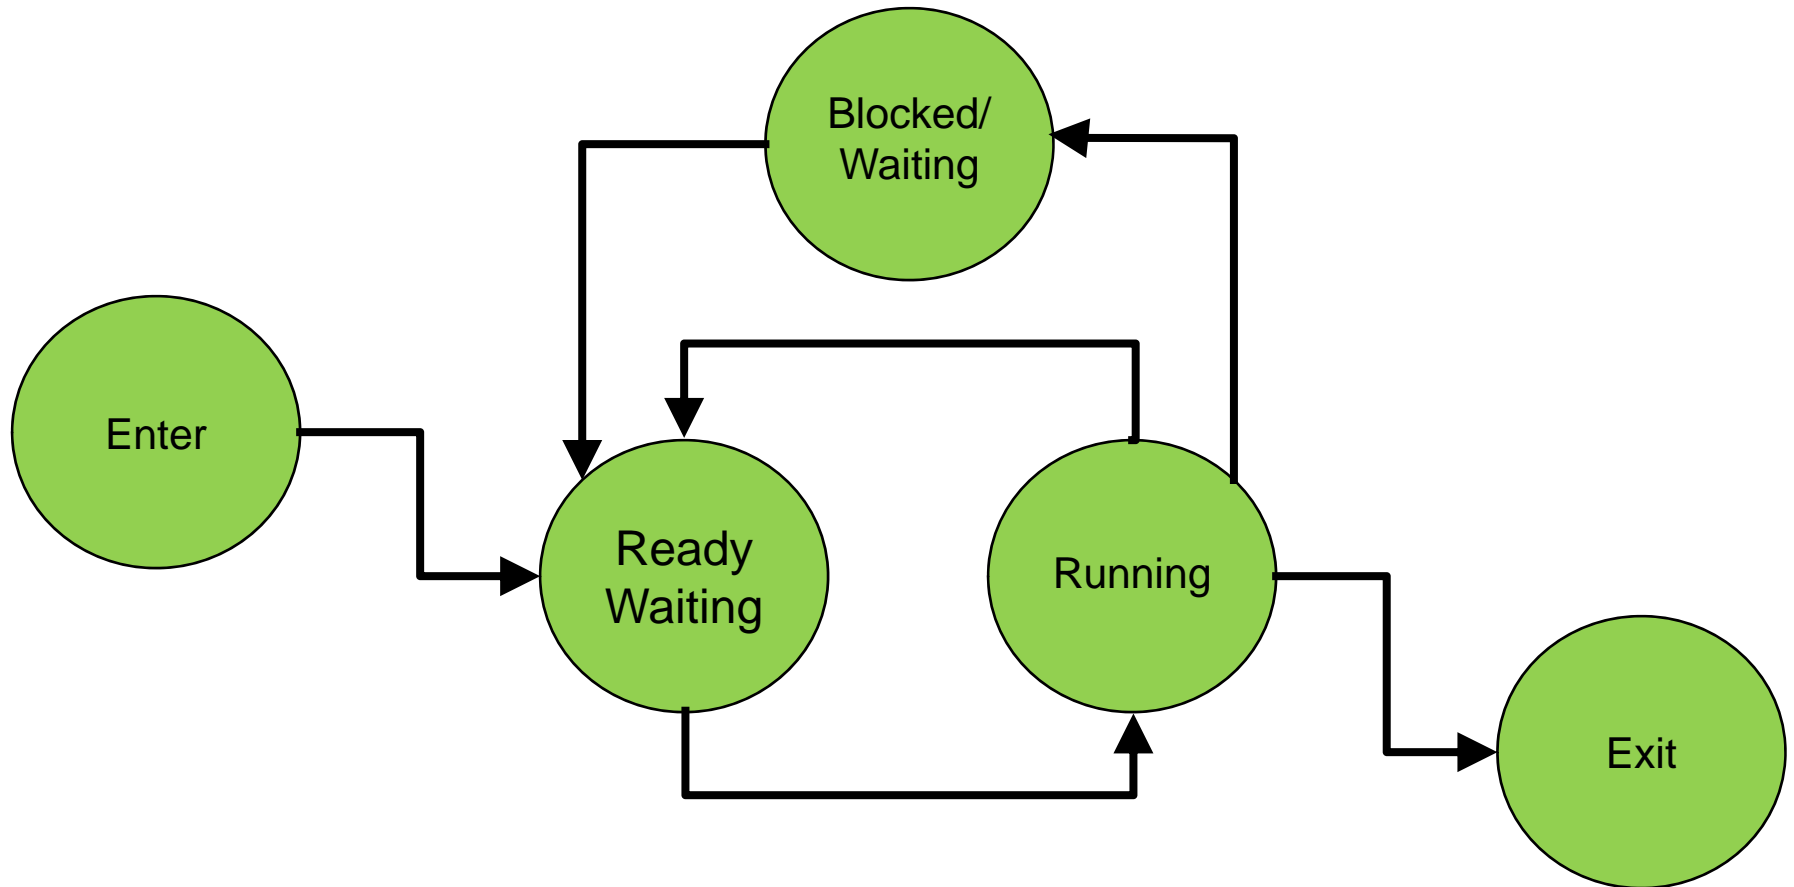 Blocked/
Waiting
Enter
Ready
Waiting
Running
Exit